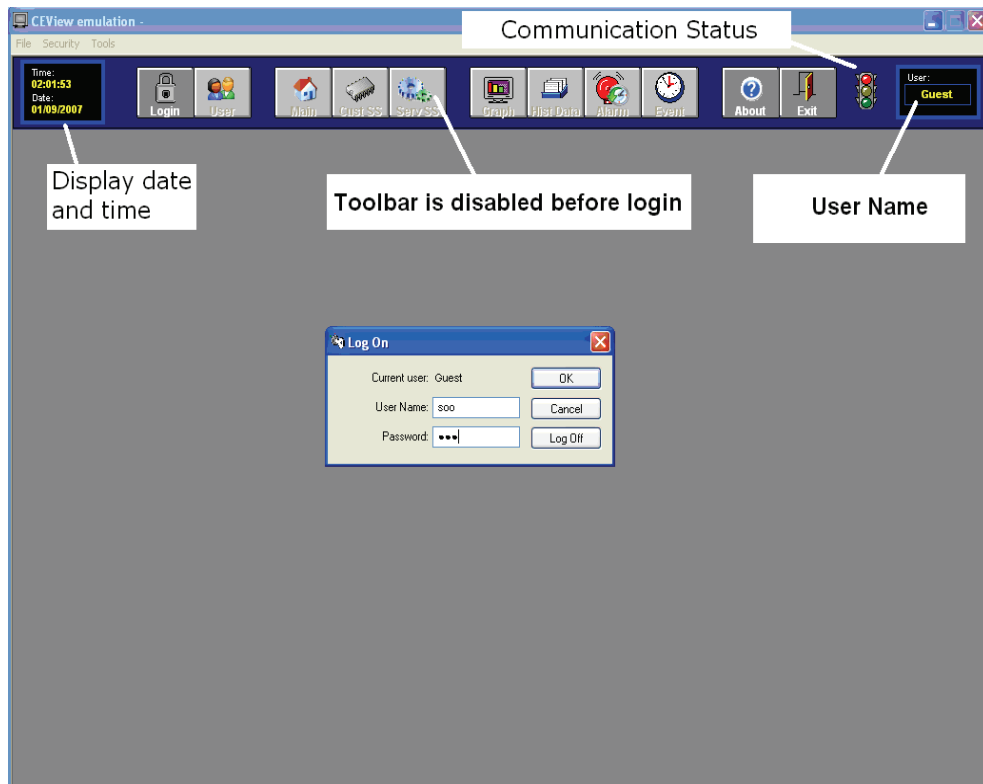 CEView emulation -
Communication Status
File Security Tools
Time:
02:01:53
Date:
01/09/2007
Login
User
Main
Cust SS
Serv SS
Graph
Hist Data
Alarm
Event
About
Exit
User:
Guest
Display date
and time
Toolbar is disabled before login
User Name
Log On
Current user: Guest
OK
User Name: soo
Cancel
Password: •••
Log Off